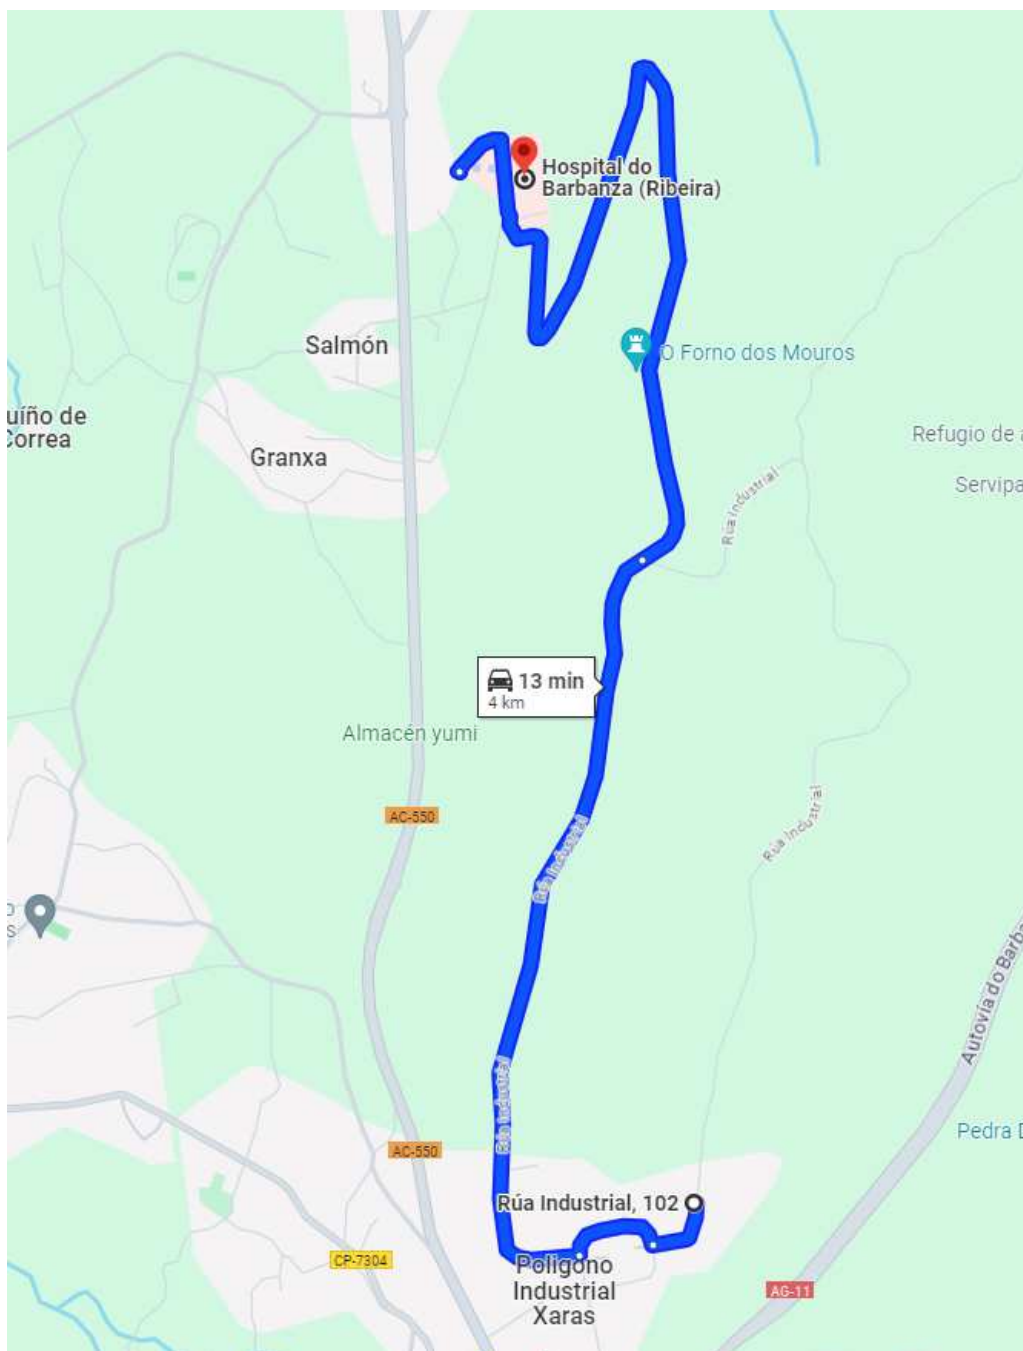 Hospital do
Barbanza (Ribeira)
Salmón
O Forno dos Mouros
uíño de
Correa
Granxa
Refugio de a
Servipa
Rúa Industrial
13 min
4 km
Almacén yumi
AC-550
Rúa Industrial
Rúa Industrial
Autovía do Barba
Rúa Industrial
Pedra D
AC-550
Rúa Industrial, 102
CP-7304
Polígono
Industrial
Xaras
AG-11